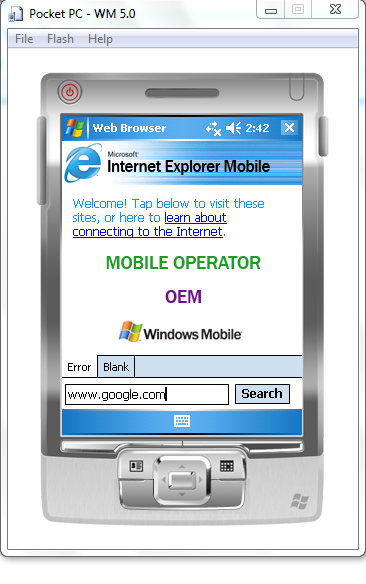 Pocket PC - WM 5.0
File Flash Help
Web Browser 2:42
Microsoft®
Internet Explorer Mobile
Welcome! Tap below to visit these
sites, or here to learn about
connecting to the Internet.
MOBILE OPERATOR
OEM
Windows Mobile®
Error Blank
www.google.com Search